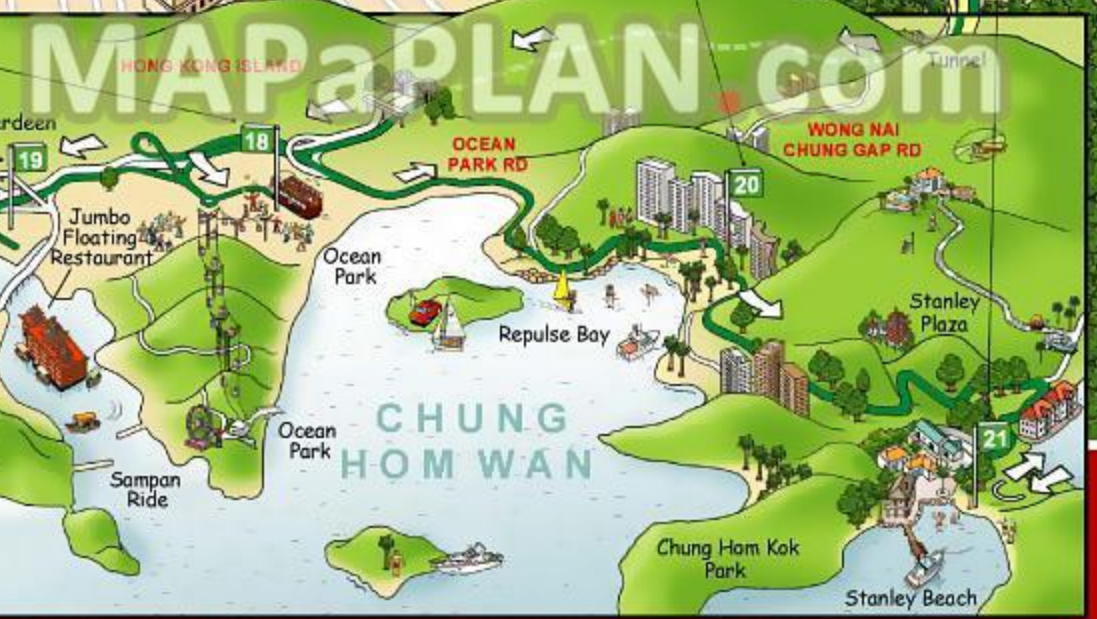 MAPaPLAN.com
HONG KONG ISLAND
Tunnel
rdeen
19
18
OCEAN
PARK RD
WONG NAI
CHUNG GAP RD
20
Jumbo
Floating
Restaurant
Ocean
Park
Repulse Bay
Stanley
Plaza
CHUNG
HOM WAN
Ocean
Park
21
Sampan
Ride
Chung Hom Kok
Park
Stanley Beach